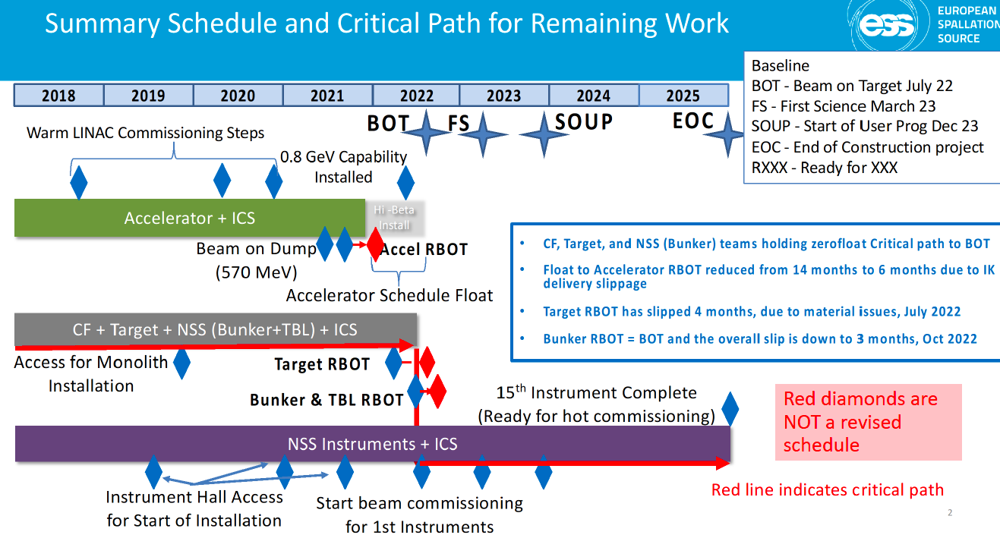 Summary Schedule and Critical Path for Remaining Work
ess
EUROPEAN
SPALLATION
SOURCE
Baseline
BOT - Beam on Target July 22
FS - First Science March 23
SOUP - Start of User Prog Dec 23
EOC - End of Construction project
RXXX - Ready for XXX
2018 2019 2020 2021 2022 2023 2024 2025
BOT FS SOUP EOC
Warm LINAC Commissioning Steps
0.8 GeV Capability
Installed
Accelerator + ICS
Hi -Beta
Install
Beam on Dump
(570 MeV)
Accel RBOT
Accelerator Schedule Float
• CF, Target, and NSS (Bunker) teams holding zerofloat Critical path to BOT
• Float to Accelerator RBOT reduced from 14 months to 6 months due to IK
delivery slippage
• Target RBOT has slipped 4 months, due to material issues, July 2022
• Bunker RBOT = BOT and the overall slip is down to 3 months, Oct 2022
CF + Target + NSS (Bunker+TBL) + ICS
Access for Monolith
Installation
Target RBOT
Bunker & TBL RBOT
15th Instrument Complete
(Ready for hot commissioning)
Red diamonds are
NOT a revised
schedule
NSS Instruments + ICS
Instrument Hall Access
for Start of Installation
Start beam commissioning
for 1st Instruments
Red line indicates critical path
2